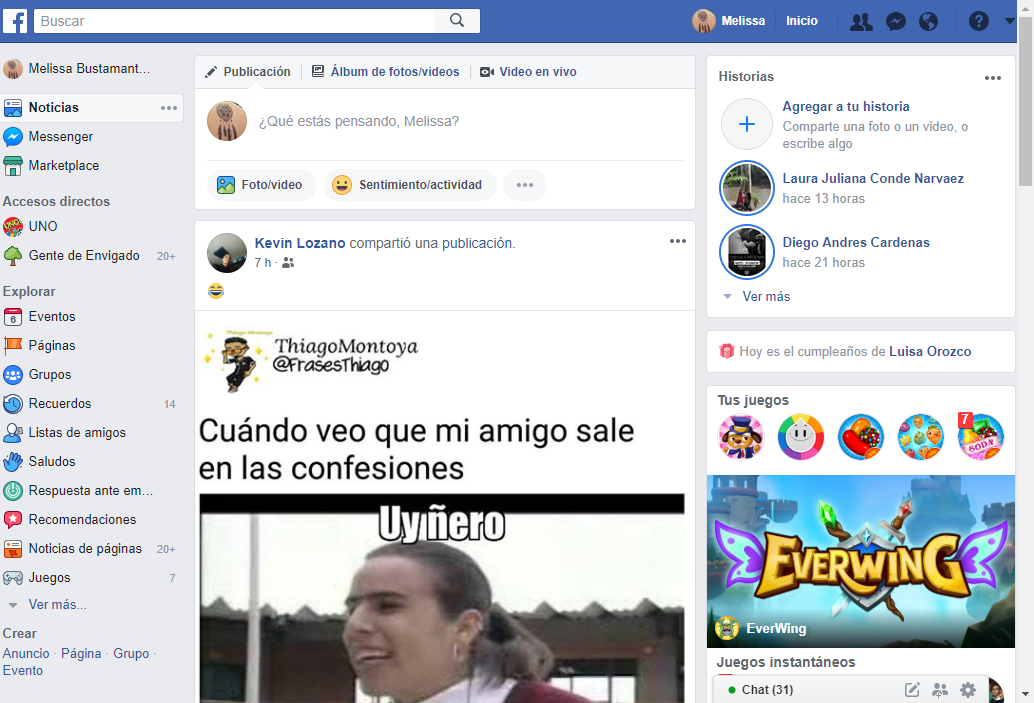 Buscar
Melissa
Inicio
Melissa Bustamant...
Noticias
Messenger
Marketplace
Accesos directos
UNO
Gente de Envigado 20+
Explorar
Eventos
Páginas
Grupos
Recuerdos 14
Listas de amigos
Saludos
Respuesta ante em...
Recomendaciones
Noticias de páginas 20+
Juegos 7
Ver más...
Crear
Anuncio · Página · Grupo ·
Evento
Publicación
Álbum de fotos/videos
Video en vivo
¿Qué estás pensando, Melissa?
Foto/video
Sentimiento/actividad
Kevin Lozano compartió una publicación.
7 h ·
Thiago Montoya
ThiagoMontoya
@FrasesThiago
Cuándo veo que mi amigo sale
en las confesiones
Uy ñero
Historias
Agregar a tu historia
Comparte una foto o un video, o
escribe algo
Laura Juliana Conde Narvaez
hace 13 horas
Diego Andres Cardenas
hace 21 horas
Ver más
Hoy es el cumpleaños de Luisa Orozco
Tus juegos
7
SODA
EVERWING
EverWing
Juegos instantáneos
Chat (31)